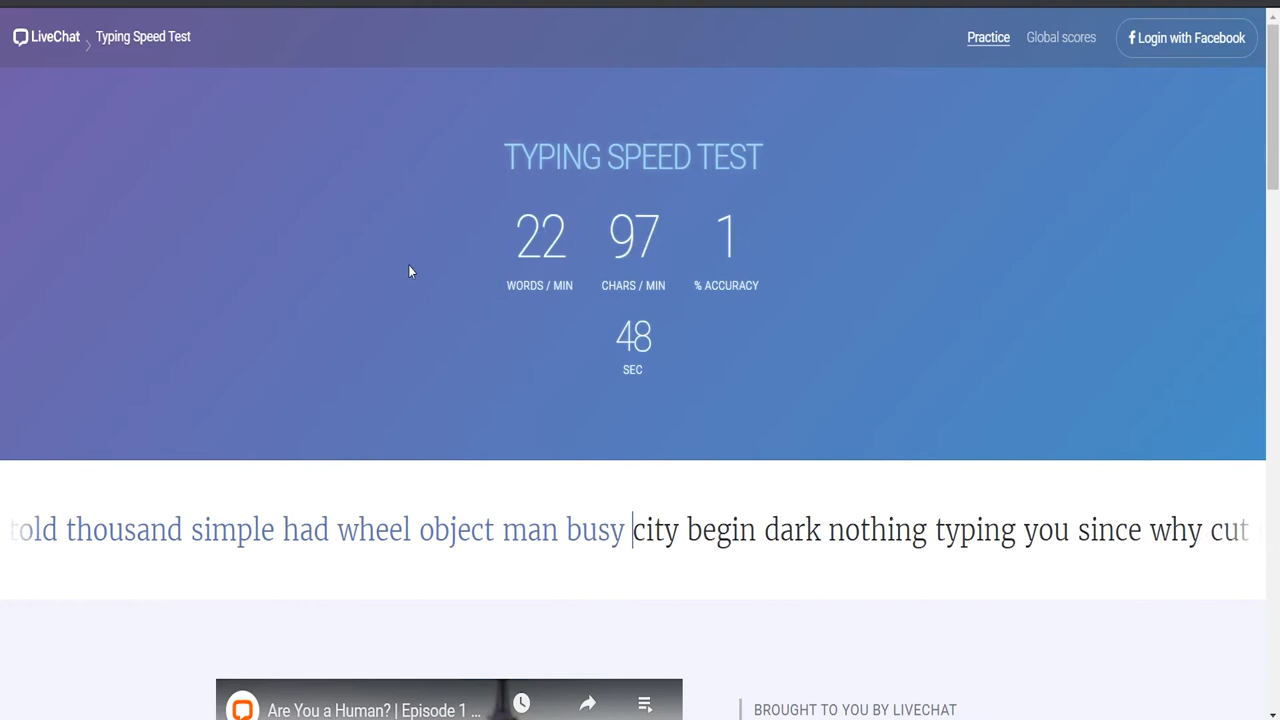 LiveChat Typing Speed Test Practice Global scores Login with Facebook
TYPING SPEED TEST
22 97 1
WORDS / MIN CHARS / MIN % ACCURACY
48
SEC
told thousand simple had wheel object man busy city begin dark nothing typing you since why cut
Are You a Human? | Episode 1 ...
BROUGHT TO YOU BY LIVECHAT